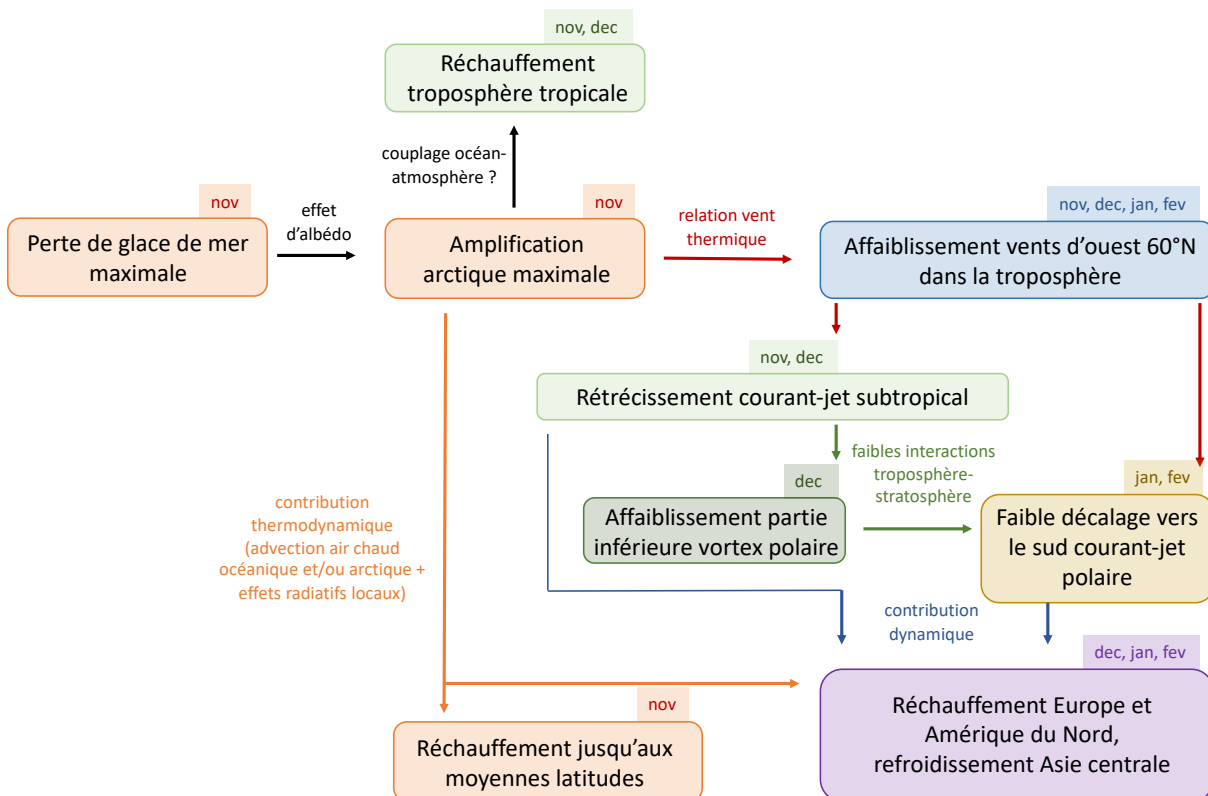 nov, dec
Réchauffement
troposphère tropicale
couplage océan-
atmosphère ?
nov
Perte de glace de mer
maximale
effet
d’albédo
nov
Amplification
arctique maximale
relation vent
thermique
nov, dec, jan, fev
Affaiblissement vents d’ouest 60°N
dans la troposphère
nov, dec
Rétrécissement courant-jet subtropical
faibles interactions
troposphère-
stratosphère
dec
Affaiblissement partie
inférieure vortex polaire
jan, fev
Faible décalage vers
le sud courant-jet
polaire
contribution
thermodynamique
(advection air chaud
océanique et/ou arctique +
effets radiatifs locaux)
contribution
dynamique
nov
Réchauffement jusqu’aux
moyennes latitudes
dec, jan, fev
Réchauffement Europe et
Amérique du Nord,
refroidissement Asie centrale